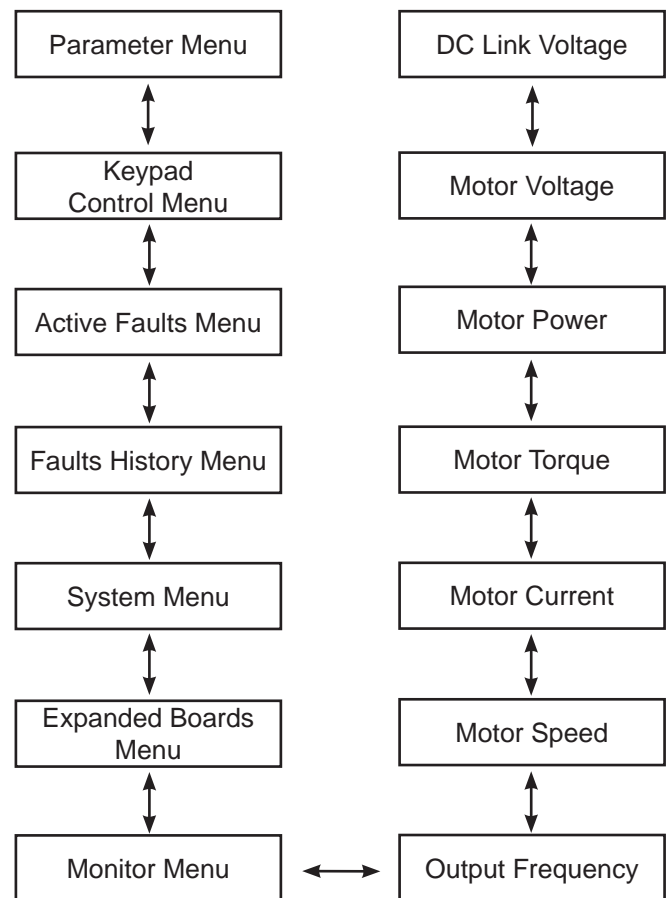 Parameter Menu
Keypad
Control Menu
Active Faults Menu
Faults History Menu
System Menu
Expanded Boards
Menu
Monitor Menu
DC Link Voltage
Motor Voltage
Motor Power
Motor Torque
Motor Current
Motor Speed
Output Frequency